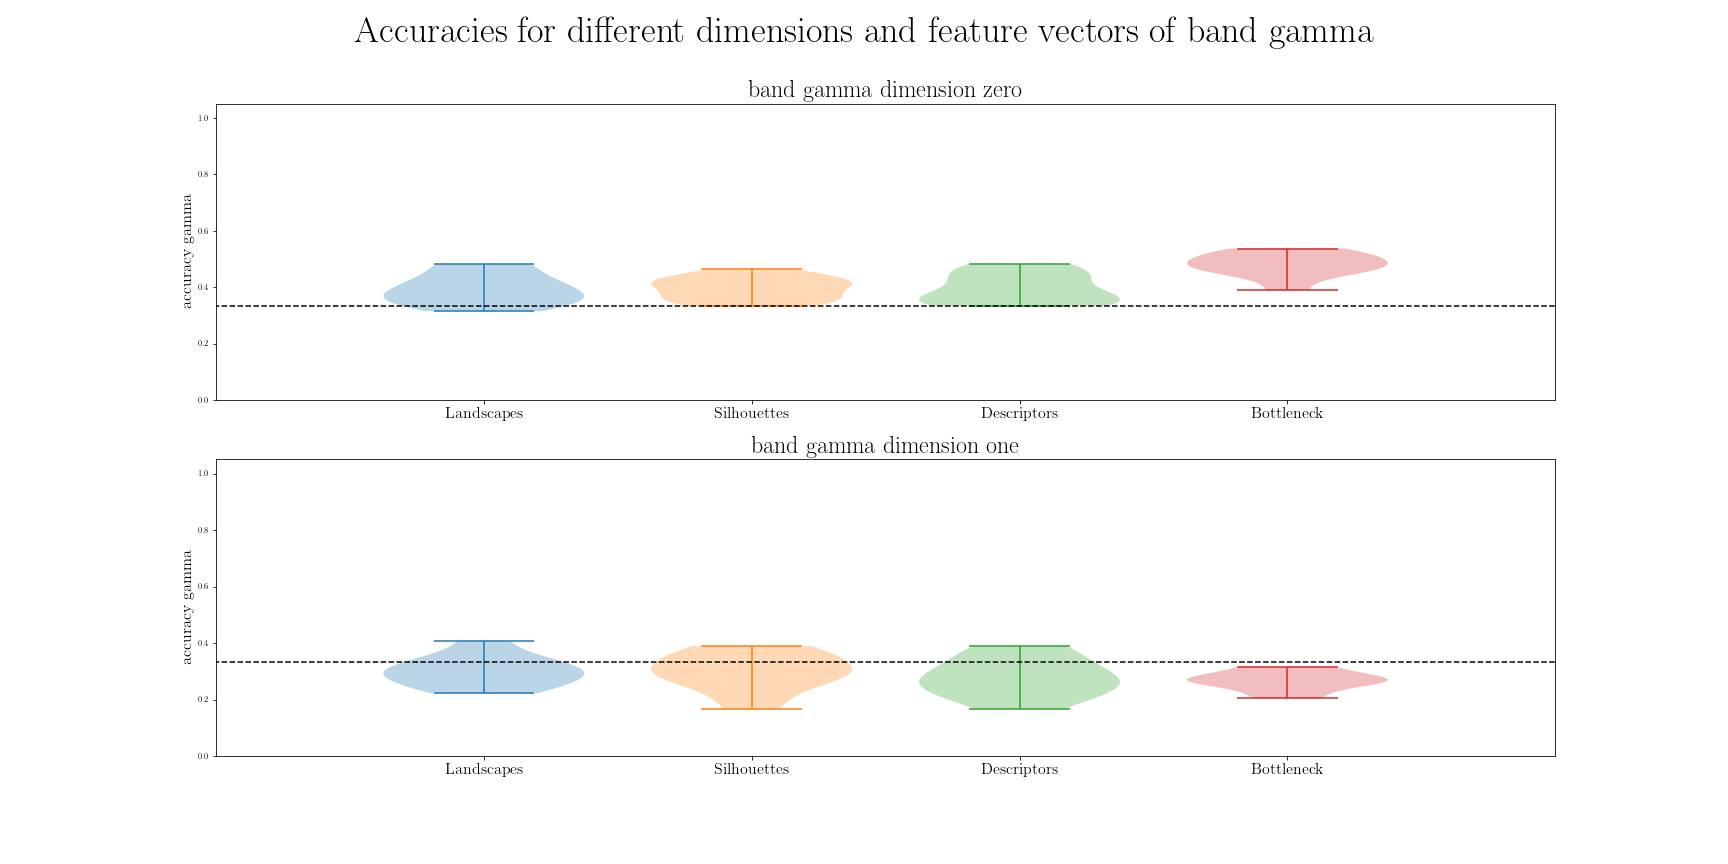 Accuracies for different dimensions and feature vectors of band gamma
band gamma dimension zero
accuracy gamma
1.0
0.8
0.6
0.4
0.2
0.0
Landscapes Silhouettes Descriptors Bottleneck
band gamma dimension one
accuracy gamma
1.0
0.8
0.6
0.4
0.2
0.0
Landscapes Silhouettes Descriptors Bottleneck